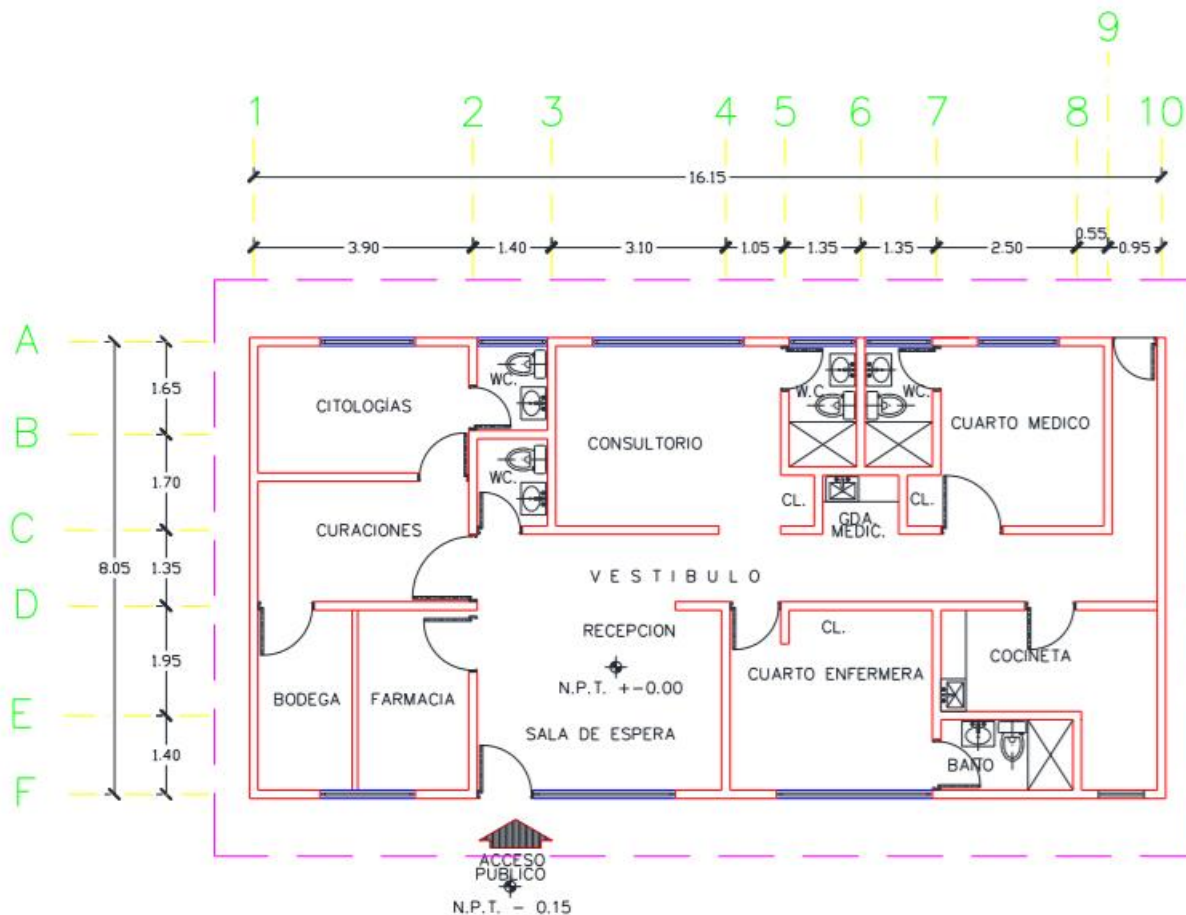 9
1 2 3 4 5 6 7 8 10
16.15
3.90 1.40 3.10 1.05 1.35 1.35 2.50 0.55 0.95
A
B
C
D
E
F
8.05
1.65
1.70
1.35
1.95
1.40
CITOLOGÍAS
WC.
CONSULTORIO
W.C.
WC.
CUARTO MEDICO
WC.
CURACIONES
CL.
GDA.
MEDIC.
CL.
VESTIBULO
RECEPCION
N.P.T. +-0.00
SALA DE ESPERA
BODEGA
FARMACIA
CL.
CUARTO ENFERMERA
COCINETA
BAÑO
ACCESO
PUBLICO
N.P.T. - 0.15